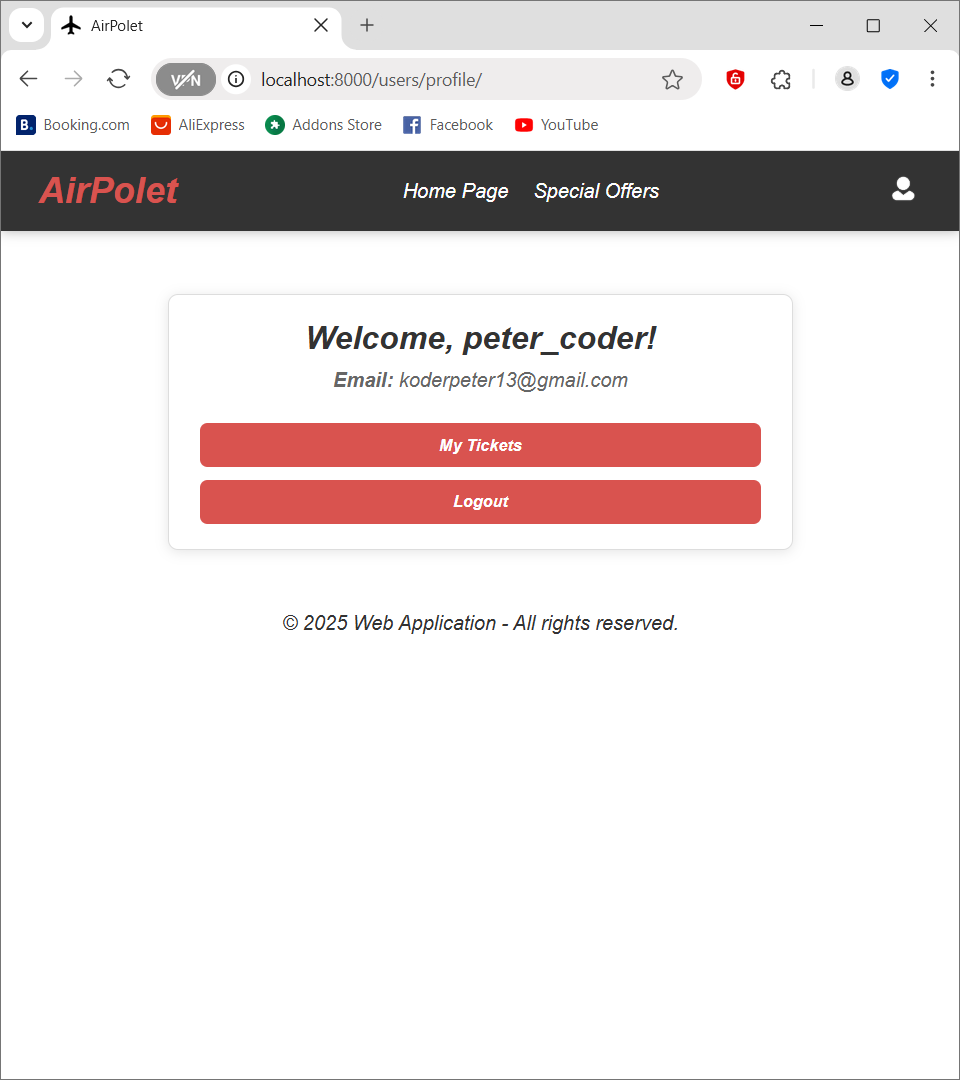 AirPolet
VPN
localhost:8000/users/profile/
B. Booking.com AliExpress Addons Store Facebook YouTube
AirPolet Home Page Special Offers
Welcome, peter_coder!
Email: koderpeter13@gmail.com
My Tickets
Logout
© 2025 Web Application - All rights reserved.